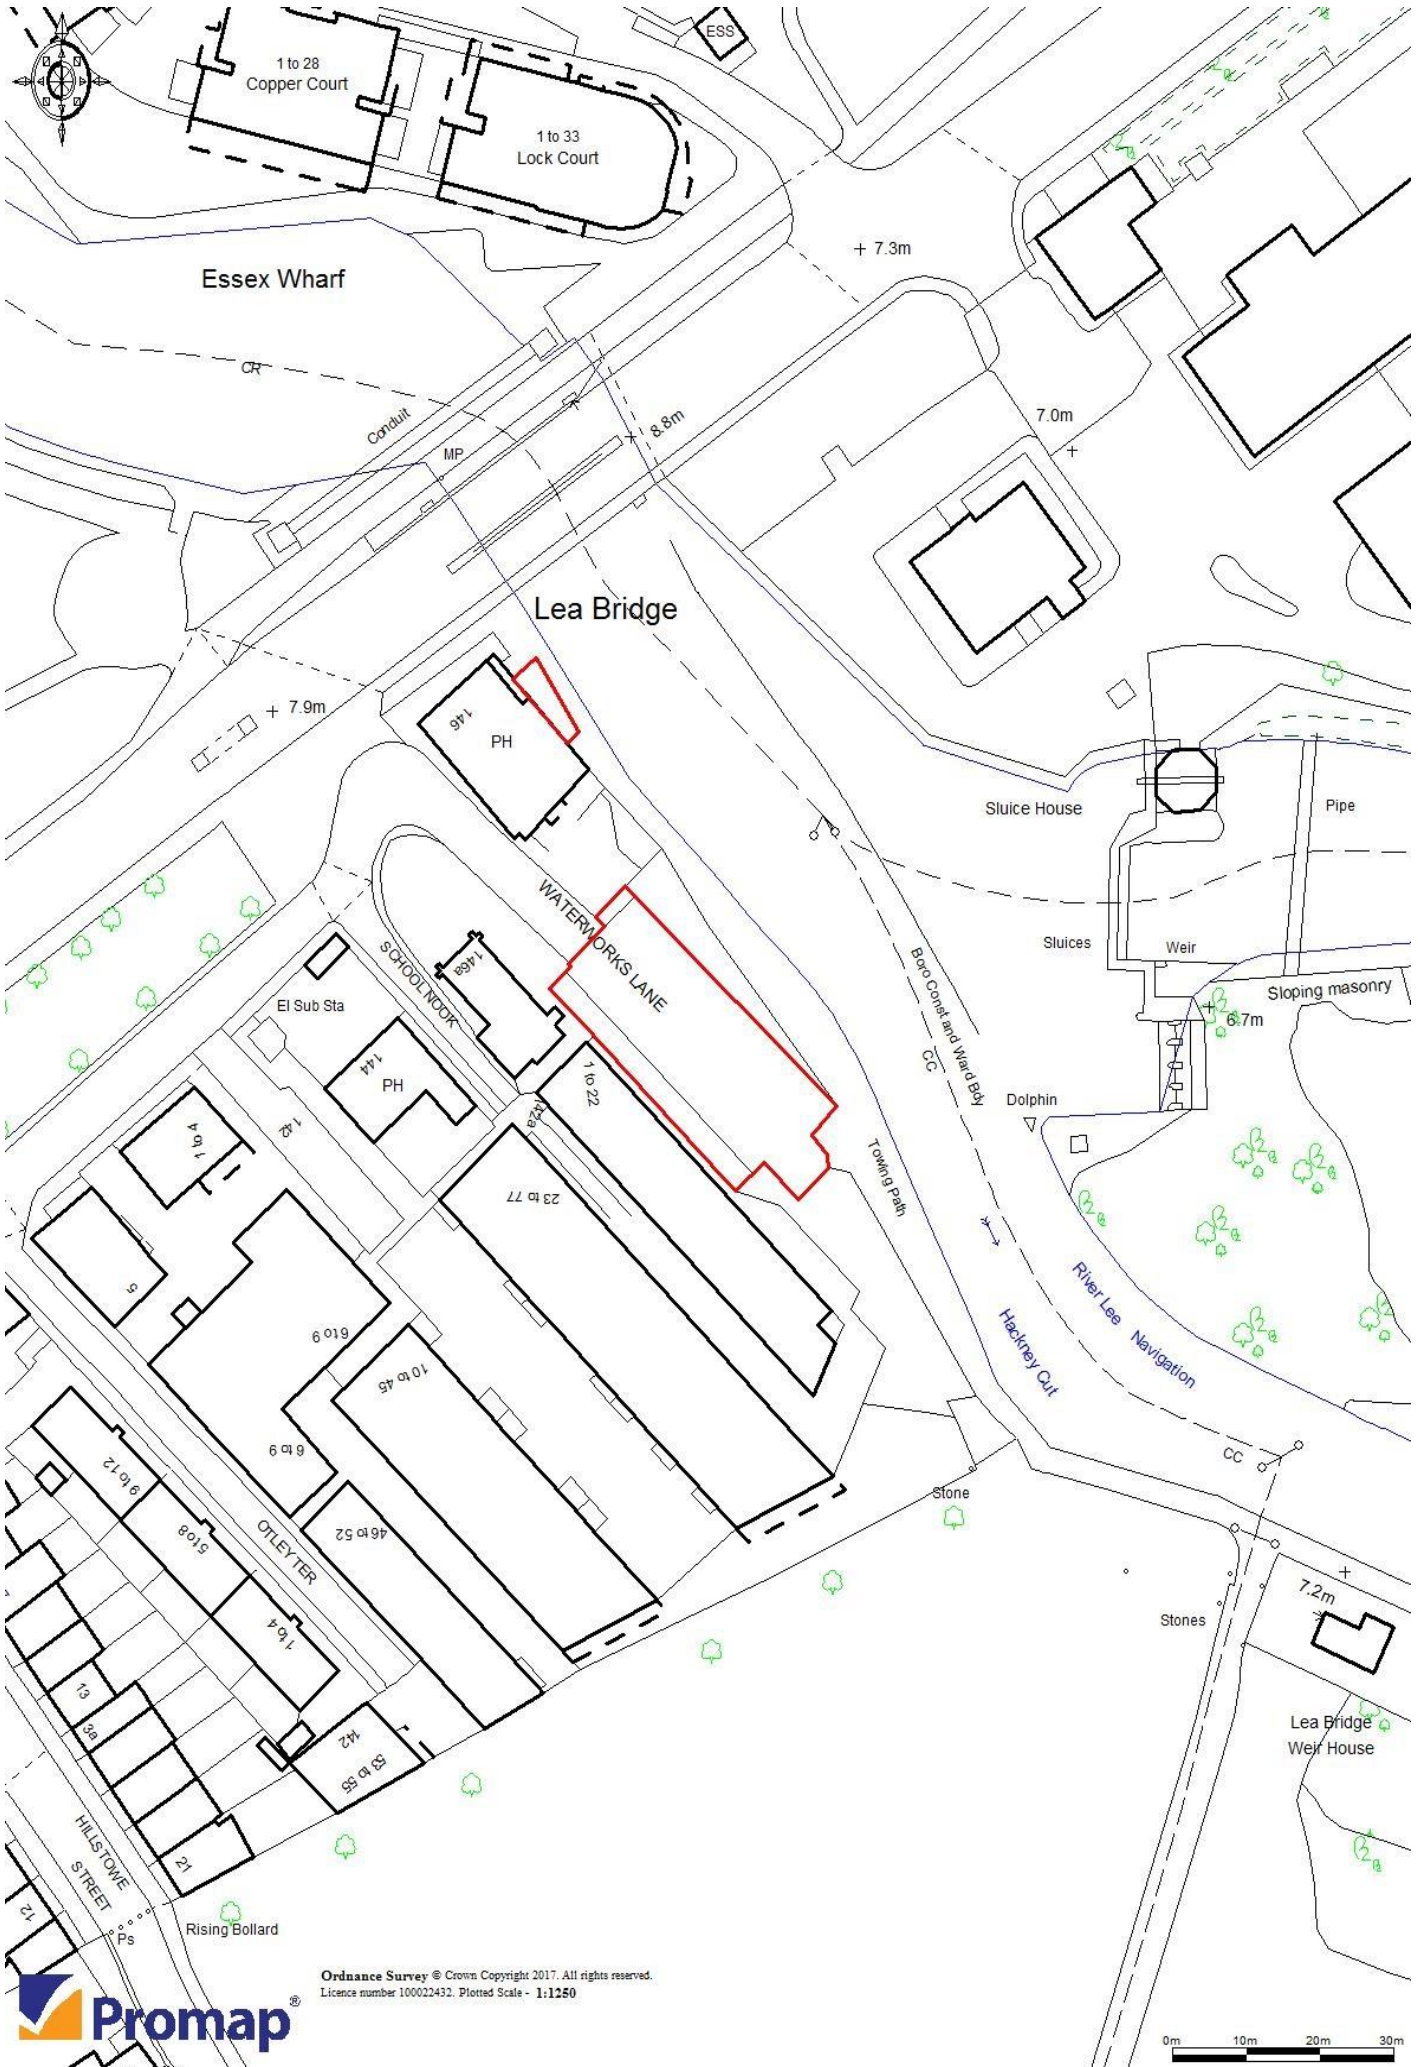 ESS
1 to 28
Copper Court
1 to 33
Lock Court
7.3m
Essex Wharf
CR
Conduit
MP
8.8m
7.0m
Lea Bridge
7.9m
146
PH
Sluice House
Pipe
WATERWORKS LANE
SCHOOL NOOK
146a
El Sub Sta
Sluices
Weir
Sloping masonry
6.7m
Boro Const and Ward Bdy
CC
144
PH
1 to 22
142a
142
1 to 4
Dolphin
Towing Path
23 to 77
5
River Lee Navigation
Hackney Cut
6 to 9
10 to 45
6 to 9
9 to 12
5 to 8
46 to 52
OTLEY TER
1 to 4
CC
Stone
7.2m
Stones
13
3a
142
53 to 55
Lea Bridge
Weir House
HILLSTOWE
STREET
21
12
Ps
Rising Bollard
Ordnance Survey © Crown Copyright 2017. All rights reserved.
Licence number 100022432. Plotted Scale - 1:1250
Promap®
0m 10m 20m 30m